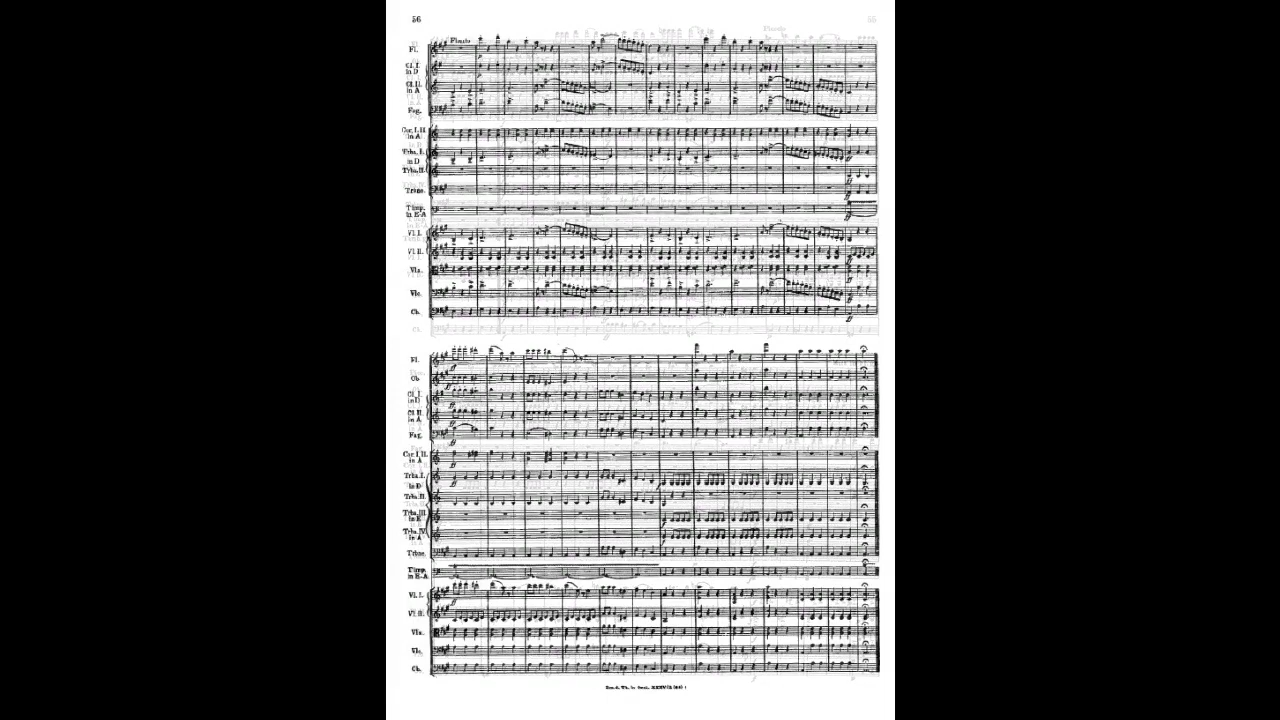 56
Flauto
Fl.
Cl. I. in D
Cl. II. in A
Fag.
Cor. I. II. in A
Trba. I. in D
Trba. II.
Trbne.
Timp. in E-A
Vl. I.
Vl. II.
Vla.
Vlc.
Cb.
Fl.
Ob.
Cl. I. in D
Cl. II. in A
Fag.
Cor. I. II. in A
Trba. I. in D
Trba. II.
Trba. III. in E
Trba. IV. in A
Trbne.
Timp. in E-A
Vl. I.
Vl. II.
Vla.
Vlc.
Cb.